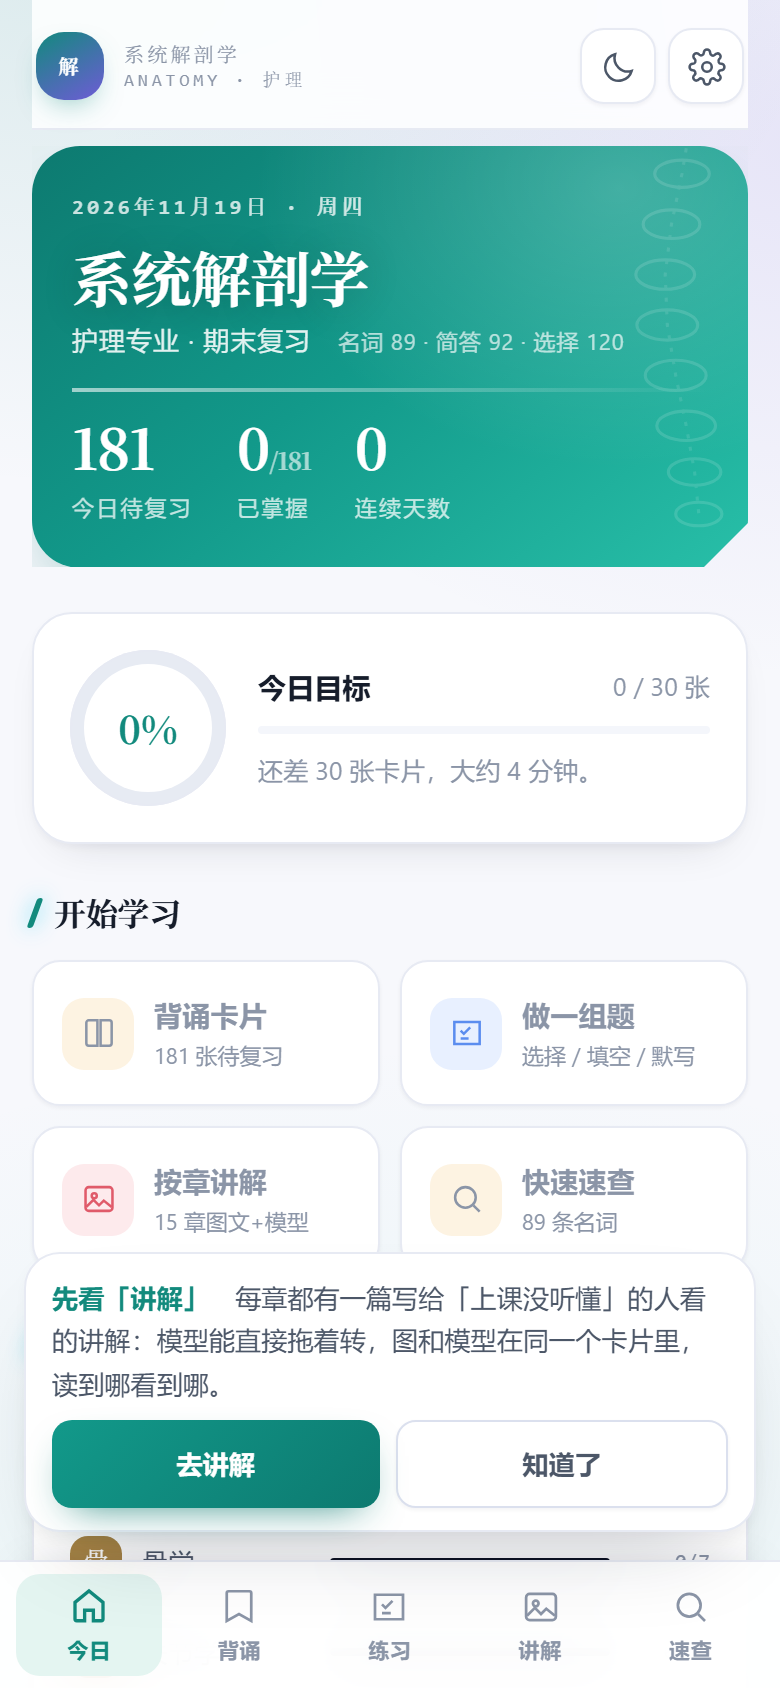 解
系统解剖学
ANATOMY · 护理
2026年11月19日 · 周四
系统解剖学
护理专业 · 期末复习 名词 89 · 简答 92 · 选择 120
181 0/181 0
今日待复习 已掌握 连续天数
0%
今日目标 0 / 30 张
还差 30 张卡片，大约 4 分钟。
开始学习
背诵卡片
181 张待复习
做一组题
选择 / 填空 / 默写
按章讲解
15 章图文+模型
快速速查
89 条名词
先看「讲解」 每章都有一篇写给「上课没听懂」的人看
的讲解：模型能直接拖着转，图和模型在同一个卡片里，
读到哪看到哪。
去讲解 知道了
骨学
今日 背诵 练习 讲解 速查